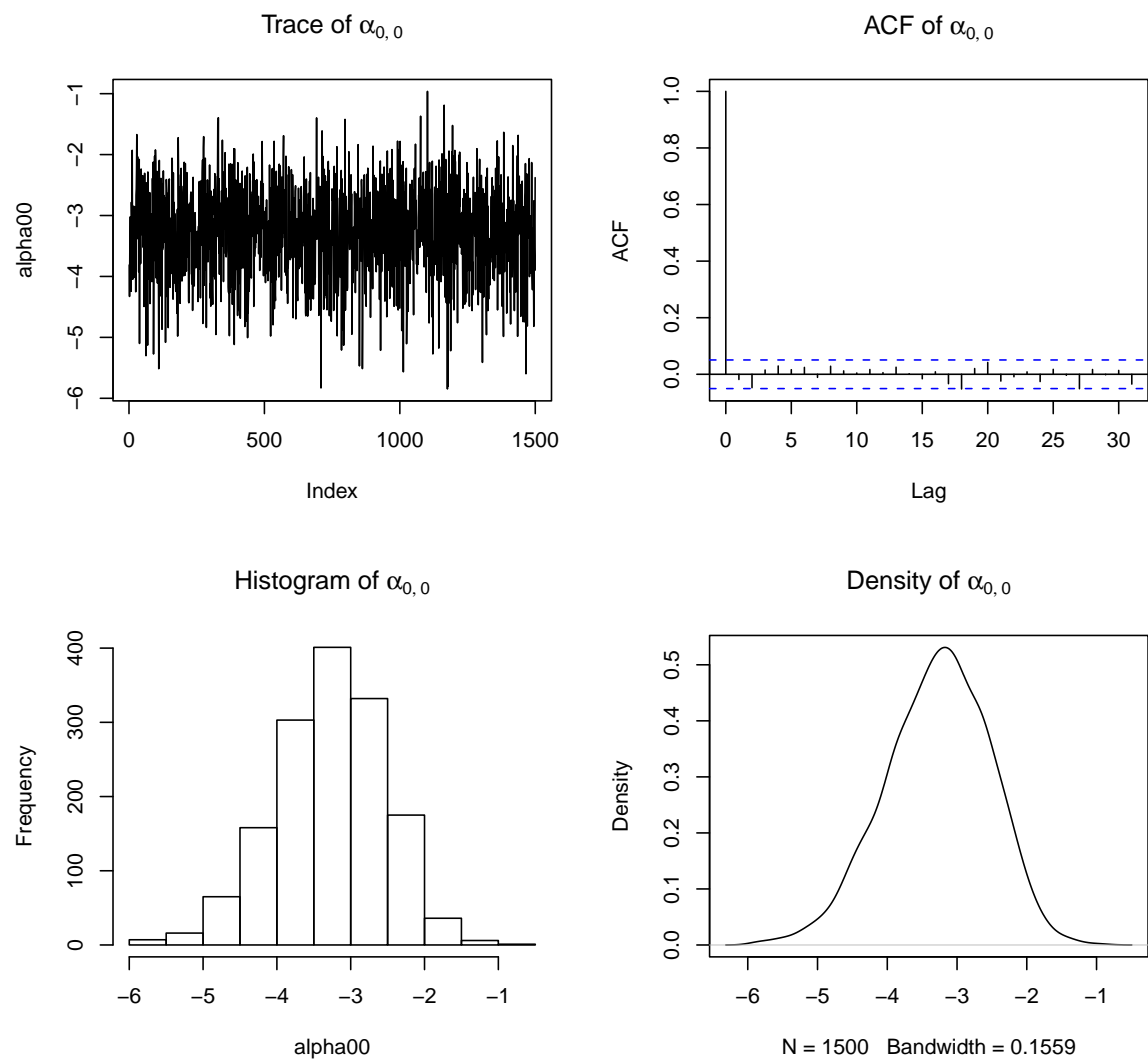 Trace of α0, 0
alpha00
−1
−2
−3
−4
−5
−6
0 500 1000 1500
Index
ACF of α0, 0
ACF
1.0
0.8
0.6
0.4
0.2
0.0
0 5 10 15 20 25 30
Lag
Histogram of α0, 0
Frequency
400
300
200
100
0
−6 −5 −4 −3 −2 −1
alpha00
Density of α0, 0
Density
0.5
0.4
0.3
0.2
0.1
0.0
−6 −5 −4 −3 −2 −1
N = 1500 Bandwidth = 0.1559